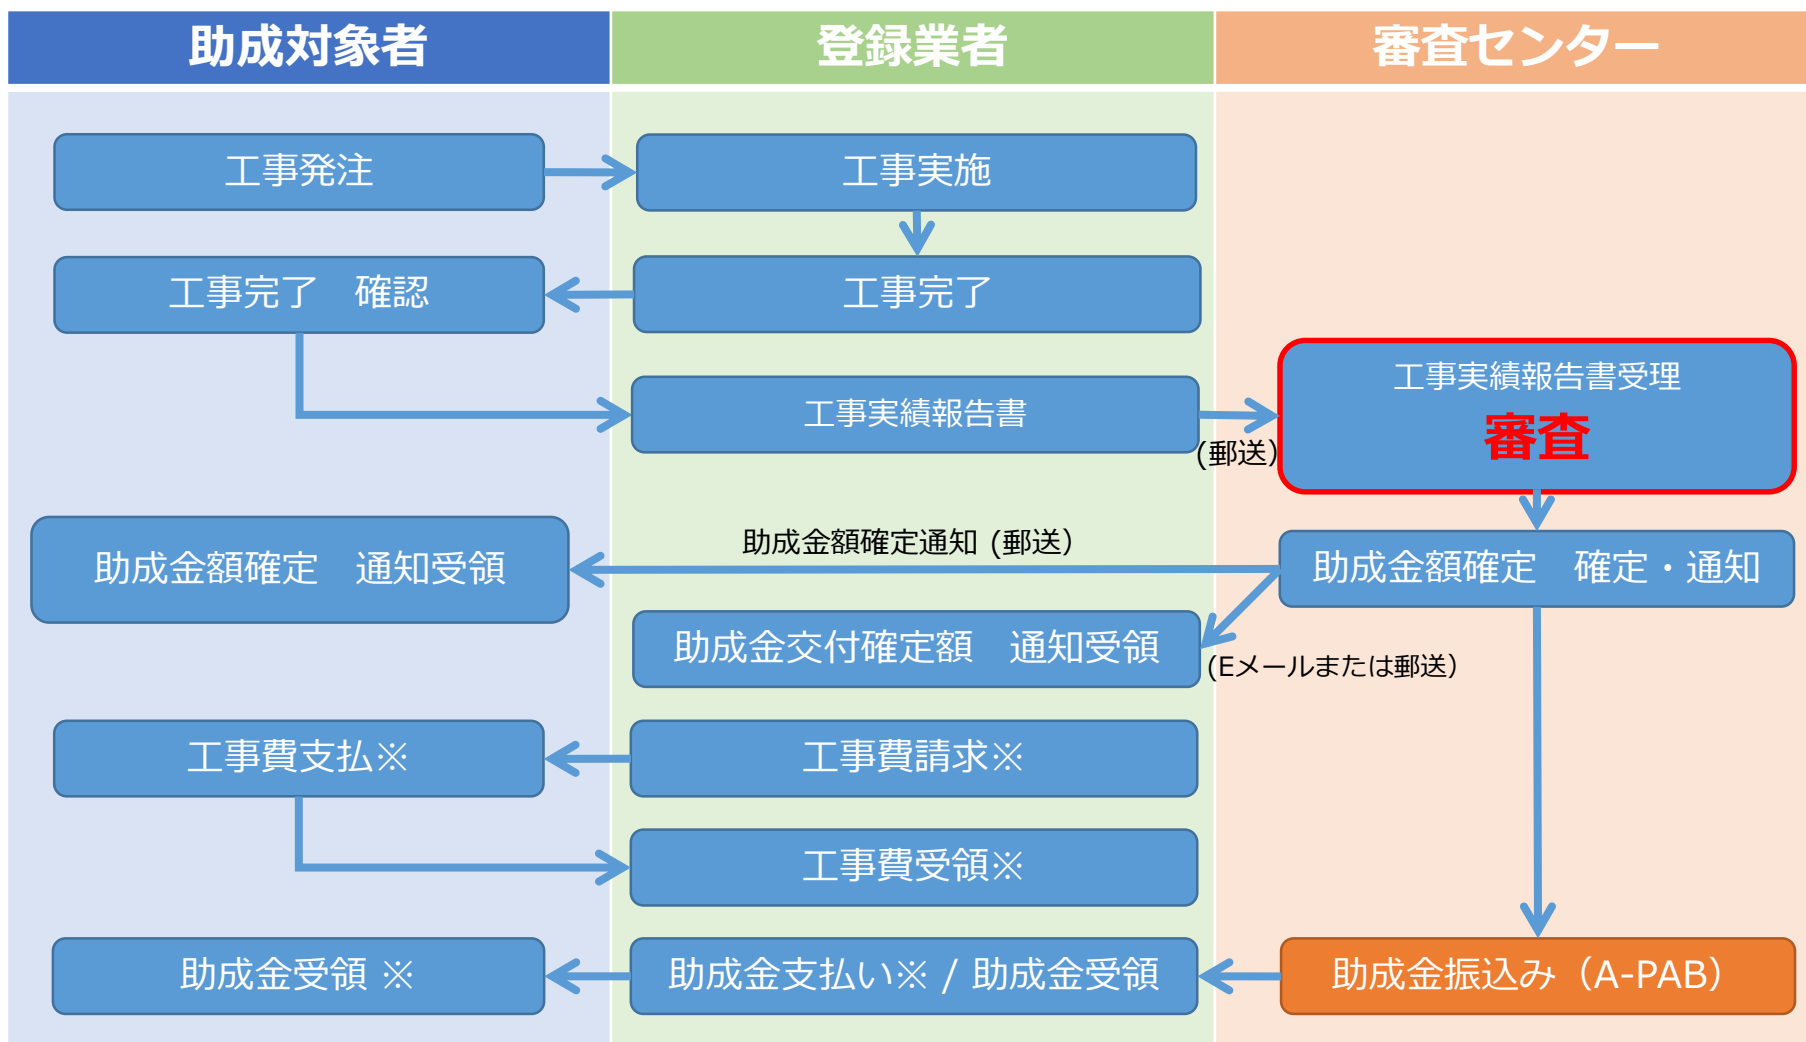 助成対象者
登録業者
審査センター
工事発注
工事実施
工事完了　確認
工事完了
工事実績報告書受理
審査
工事実績報告書
(郵送）
助成金額確定通知 (郵送）
助成金額確定　通知受領
助成金額確定　確定・通知
助成金交付確定額　通知受領
(Eメールまたは郵送）
工事費支払※
工事費請求※
工事費受領※
助成金受領 ※
助成金支払い※ / 助成金受領
助成金振込み（A-PAB）